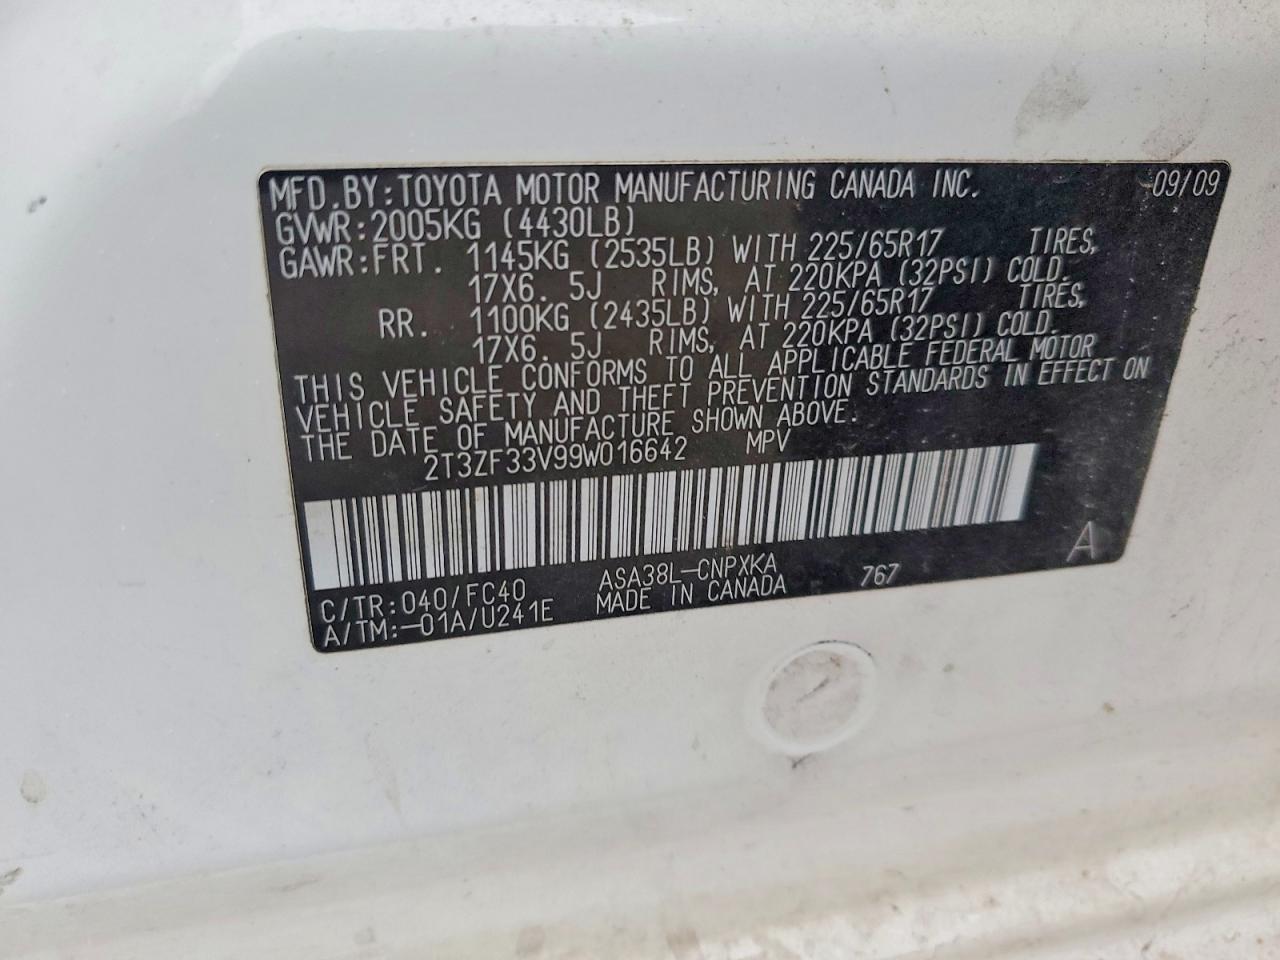 MFD.BY:TOYOTA MOTOR MANUFACTURING CANADA INC. 09/09
GVWR:2005KG (4430LB)
GAWR:FRT. 1145KG (2535LB) WITH 225/65R17 TIRES,
17X6. 5J RIMS, AT 220KPA (32PSI) COLD.
RR. 1100KG (2435LB) WITH 225/65R17 TIRES,
17X6. 5J RIMS, AT 220KPA (32PSI) COLD.
THIS VEHICLE CONFORMS TO ALL APPLICABLE FEDERAL MOTOR
VEHICLE SAFETY AND THEFT PREVENTION STANDARDS IN EFFECT ON
THE DATE OF MANUFACTURE SHOWN ABOVE.
2T3ZF33V99W016642 MPV
C/TR:040/FC40 ASA38L-CNPXKA 767 A
A/TM:-01A/U241E MADE IN CANADA